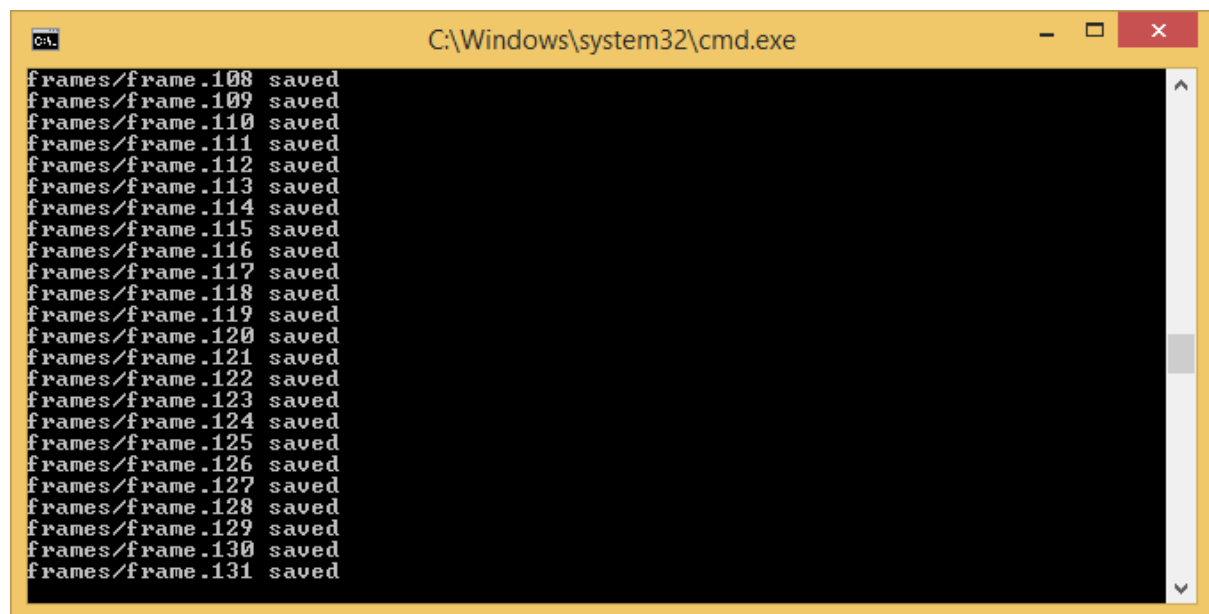 C:\Windows\system32\cmd.exe
frames/frame.108 saved
frames/frame.109 saved
frames/frame.110 saved
frames/frame.111 saved
frames/frame.112 saved
frames/frame.113 saved
frames/frame.114 saved
frames/frame.115 saved
frames/frame.116 saved
frames/frame.117 saved
frames/frame.118 saved
frames/frame.119 saved
frames/frame.120 saved
frames/frame.121 saved
frames/frame.122 saved
frames/frame.123 saved
frames/frame.124 saved
frames/frame.125 saved
frames/frame.126 saved
frames/frame.127 saved
frames/frame.128 saved
frames/frame.129 saved
frames/frame.130 saved
frames/frame.131 saved